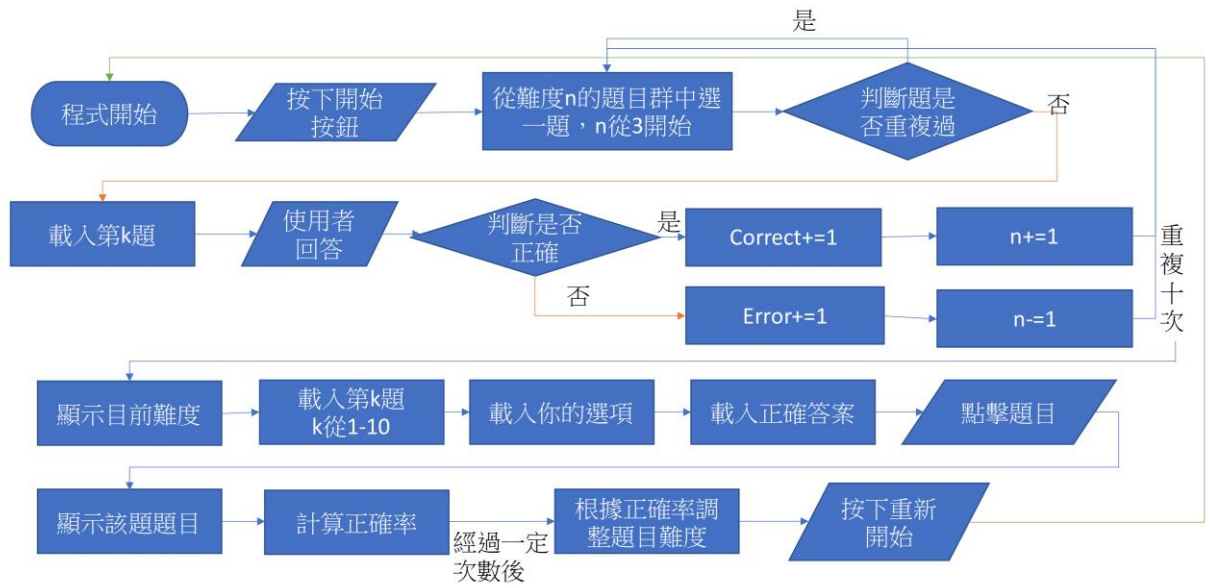 是
程式開始
按下開始
按鈕
從難度n的題目群中選
一題，n從3開始
判斷題是
否重複過
否
載入第k題
使用者
回答
判斷是否
正確
是
Correct+=1
n+=1
重複十次
否
Error+=1
n-=1
顯示目前難度
載入第k題
k從1-10
載入你的選項
載入正確答案
點擊題目
顯示該題題目
計算正確率
經過一定
次數後
根據正確率調
整題目難度
按下重新
開始